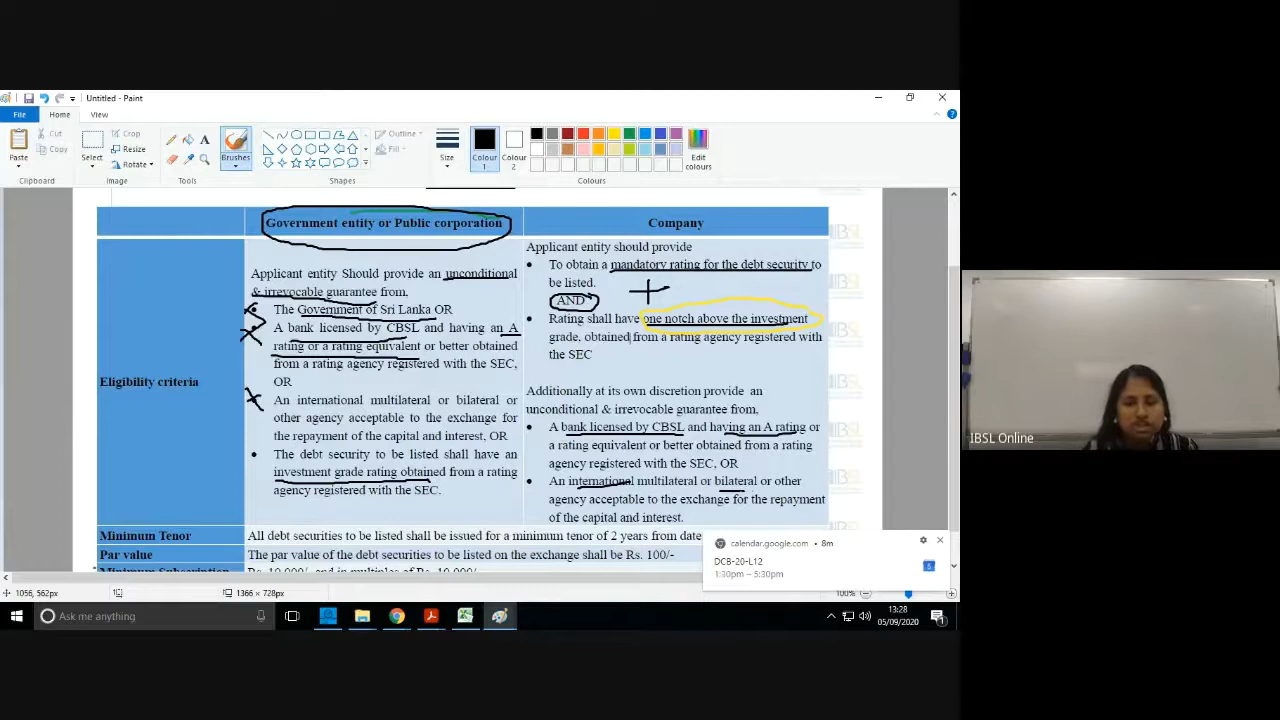 Untitled - Paint
File
Home
View
Paste
Cut
Copy
Clipboard
Select
Crop
Resize
Rotate
Image
A
Tools
Brushes
Shapes
Outline
Fill
Size
Colour 1
Colour 2
Edit colours
Colours
Government entity or Public corporation
Company
Eligibility criteria
Applicant entity Should provide an unconditional
& irrevocable guarantee from,
The Government of Sri Lanka OR
A bank licensed by CBSL and having an A
rating or a rating equivalent or better obtained
from a rating agency registered with the SEC,
OR
An international multilateral or bilateral or
other agency acceptable to the exchange for
the repayment of the capital and interest, OR
The debt security to be listed shall have an
investment grade rating obtained from a rating
agency registered with the SEC.
Applicant entity should provide
To obtain a mandatory rating for the debt security to
be listed.
AND
Rating shall have one notch above the investment
grade, obtained from a rating agency registered with
the SEC
Additionally at its own discretion provide an
unconditional & irrevocable guarantee from,
A bank licensed by CBSL and having an A rating or
a rating equivalent or better obtained from a rating
agency registered with the SEC, OR
An international multilateral or bilateral or other
agency acceptable to the exchange for the repayment
of the capital and interest.
Minimum Tenor
All debt securities to be listed shall be issued for a minimum tenor of 2 years from date
Par value
The par value of the debt securities to be listed on the exchange shall be Rs. 100/-
Minimum Subscription
Rs. 10,000/- and in multiples of Rs. 10,000/-
calendar.google.com • 8m
DCB-20-L12
1:30pm – 5:30pm
1056, 562px
1366 × 728px
100%
Ask me anything
13:28
05/09/2020
IBSL Online